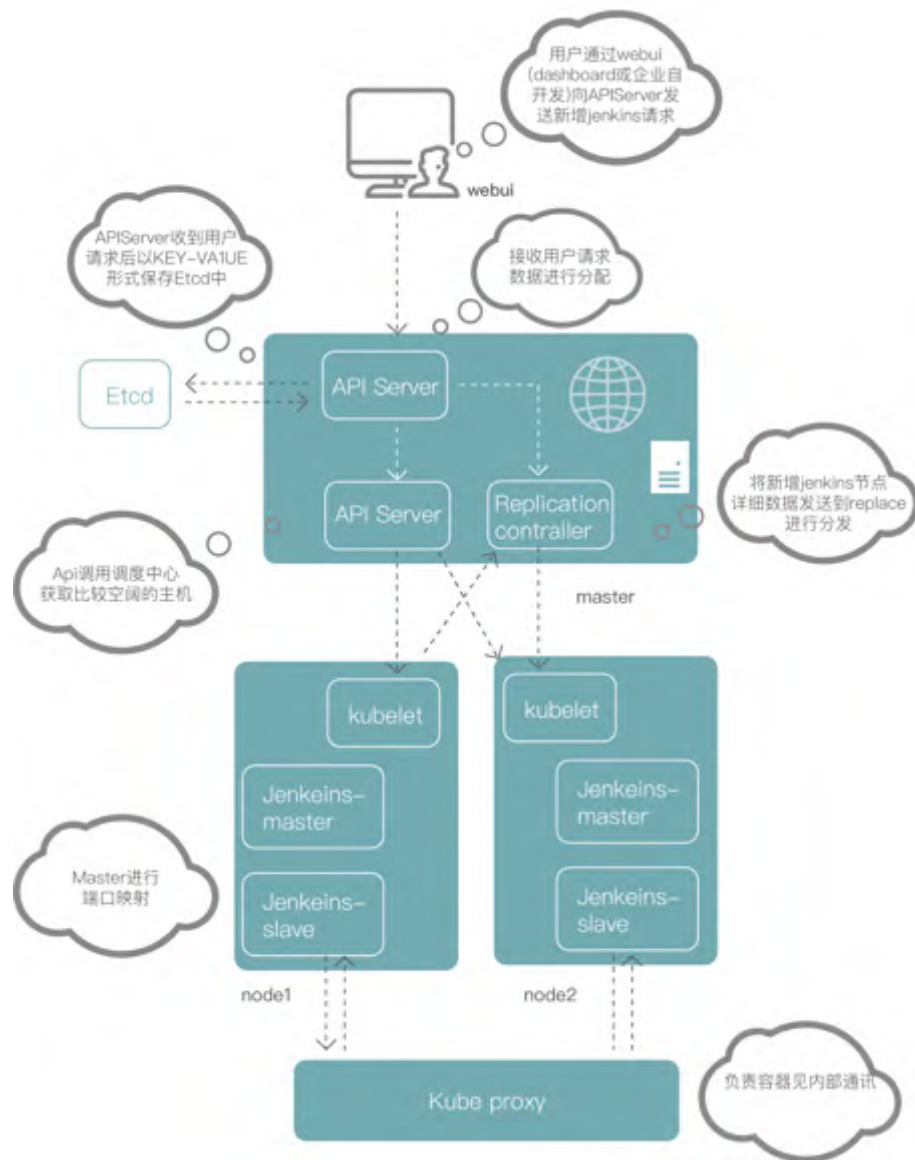 用户通过webui
(dashboard或企业自
开发)向APIServer发
送新增jenkins请求
webui
APIServer收到用户
请求后以KEY-VA1UE
形式保存Etcd中
接收用户请求
数据进行分配
Etcd
API Server
API Server
Replication
contraller
将新增jenkins节点
详细数据发送到replace
进行分发
Api调用调度中心
获取比较空闲的主机
master
kubelet
kubelet
Jenkeins-
master
Jenkeins-
master
Master进行
端口映射
Jenkeins-
slave
Jenkeins-
slave
node1
node2
Kube proxy
负责容器见内部通讯